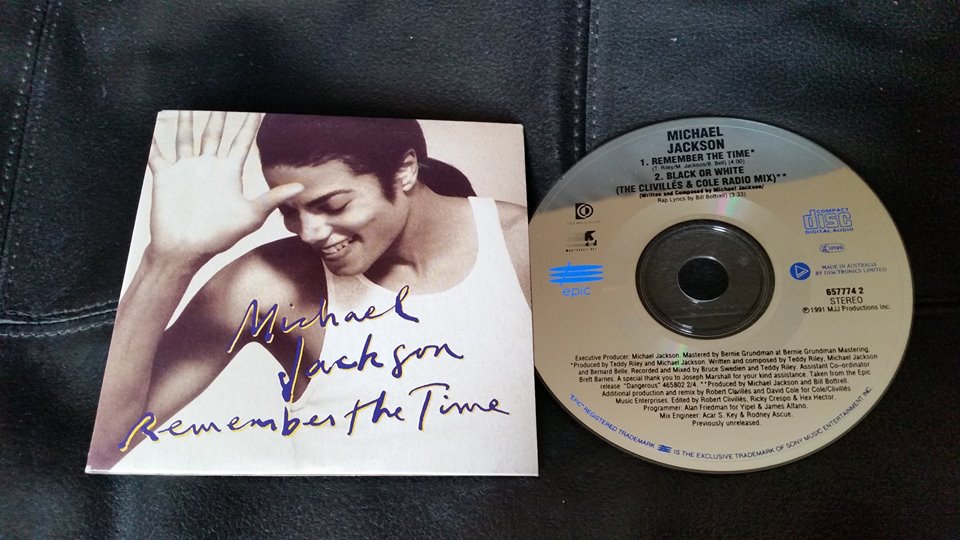 Michael
Jackson
Remember the Time
MICHAEL
JACKSON
1. REMEMBER THE TIME*
(T. Riley/M. Jackson/B. Bell) (4:00)
2. BLACK OR WHITE
(THE CLIVILLÉS & COLE RADIO MIX)**
(Written and Composed by Michael Jackson/
Rap Lyrics by Bill Bottrell) (3:33)
COMPACT
disc
DIGITAL AUDIO
epic
MADE IN AUSTRALIA
BY DISCTRONICS LIMITED.
657774 2
STEREO
℗1991 MJJ Productions Inc.
Executive Producer: Michael Jackson. Mastered by Bernie Grundman at Bernie Grundman Mastering.
*Produced by Teddy Riley and Michael Jackson. Written and composed by Teddy Riley, Michael Jackson
and Bernard Belle. Recorded and Mixed by Bruce Swedien and Teddy Riley. Assistant Co-ordinator
Brett Barnes. A special thank you to Joseph Marshall for your kind assistance. Taken from the Epic
release "Dangerous" 465802 2/4. **Produced by Michael Jackson and Bill Bottrell.
Additional production and remix by Robert Clivillés and David Cole for Cole/Clivillés
Music Enterprises. Edited by Robert Clivillés, Ricky Crespo & Hex Hector.
Programmer: Alan Friedman for Yipel & James Alfano.
Mix Engineer: Acar S. Key & Rodney Ascue.
Previously unreleased.
"EPIC" REGISTERED TRADEMARK IS THE EXCLUSIVE TRADEMARK OF SONY MUSIC ENTERTAINMENT INC.